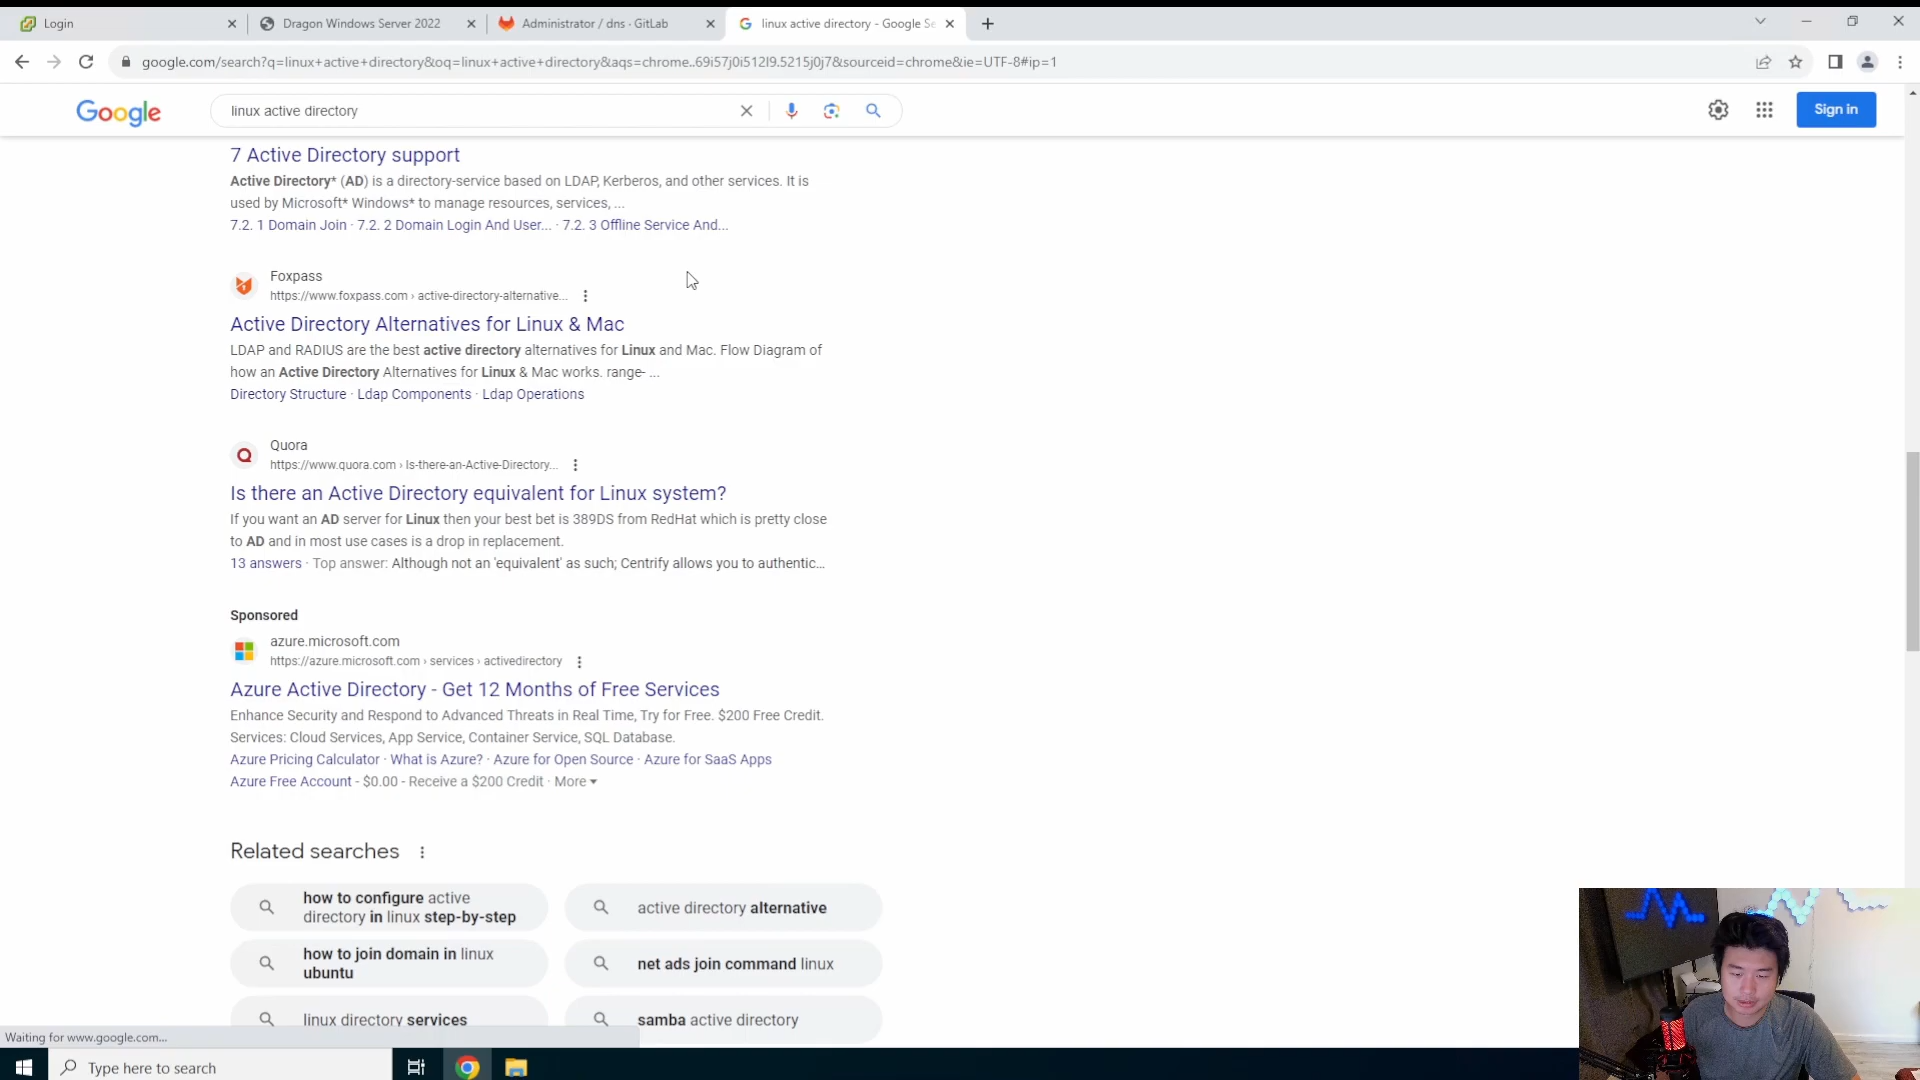 Login
Dragon Windows Server 2022
Administrator / dns · GitLab
linux active directory - Google Se
google.com/search?q=linux+active+directory&oq=linux+active+directory&aqs=chrome..69i57j0i512l9.5215j0j7&sourceid=chrome&ie=UTF-8#ip=1
Google
linux active directory
Sign in
7 Active Directory support
Active Directory* (AD) is a directory-service based on LDAP, Kerberos, and other services. It is
used by Microsoft* Windows* to manage resources, services, ...
7.2. 1 Domain Join · 7.2. 2 Domain Login And User... · 7.2. 3 Offline Service And...
Foxpass
https://www.foxpass.com › active-directory-alternative...
Active Directory Alternatives for Linux & Mac
LDAP and RADIUS are the best active directory alternatives for Linux and Mac. Flow Diagram of
how an Active Directory Alternatives for Linux & Mac works. range- ...
Directory Structure · Ldap Components · Ldap Operations
Quora
https://www.quora.com › Is-there-an-Active-Directory...
Is there an Active Directory equivalent for Linux system?
If you want an AD server for Linux then your best bet is 389DS from RedHat which is pretty close
to AD and in most use cases is a drop in replacement.
13 answers · Top answer: Although not an 'equivalent' as such; Centrify allows you to authentic...
Sponsored
azure.microsoft.com
https://azure.microsoft.com › services › activedirectory
Azure Active Directory - Get 12 Months of Free Services
Enhance Security and Respond to Advanced Threats in Real Time, Try for Free. $200 Free Credit.
Services: Cloud Services, App Service, Container Service, SQL Database.
Azure Pricing Calculator · What is Azure? · Azure for Open Source · Azure for SaaS Apps
Azure Free Account - $0.00 - Receive a $200 Credit · More
Related searches
how to configure active
directory in linux step-by-step
active directory alternative
how to join domain in linux
ubuntu
net ads join command linux
linux directory services
samba active directory
Waiting for www.google.com...
Type here to search